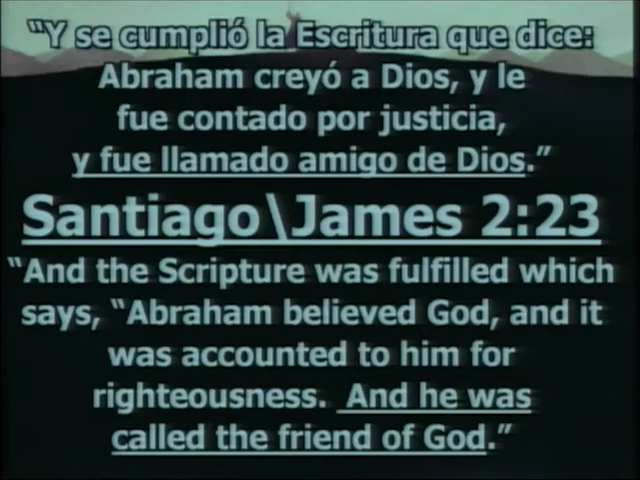 “Y se cumplió la Escritura que dice:
Abraham creyó a Dios, y le
fue contado por justicia,
y fue llamado amigo de Dios.”
Santiago\James 2:23
“And the Scripture was fulfilled which
says, “Abraham believed God, and it
was accounted to him for
righteousness. And he was
called the friend of God.”